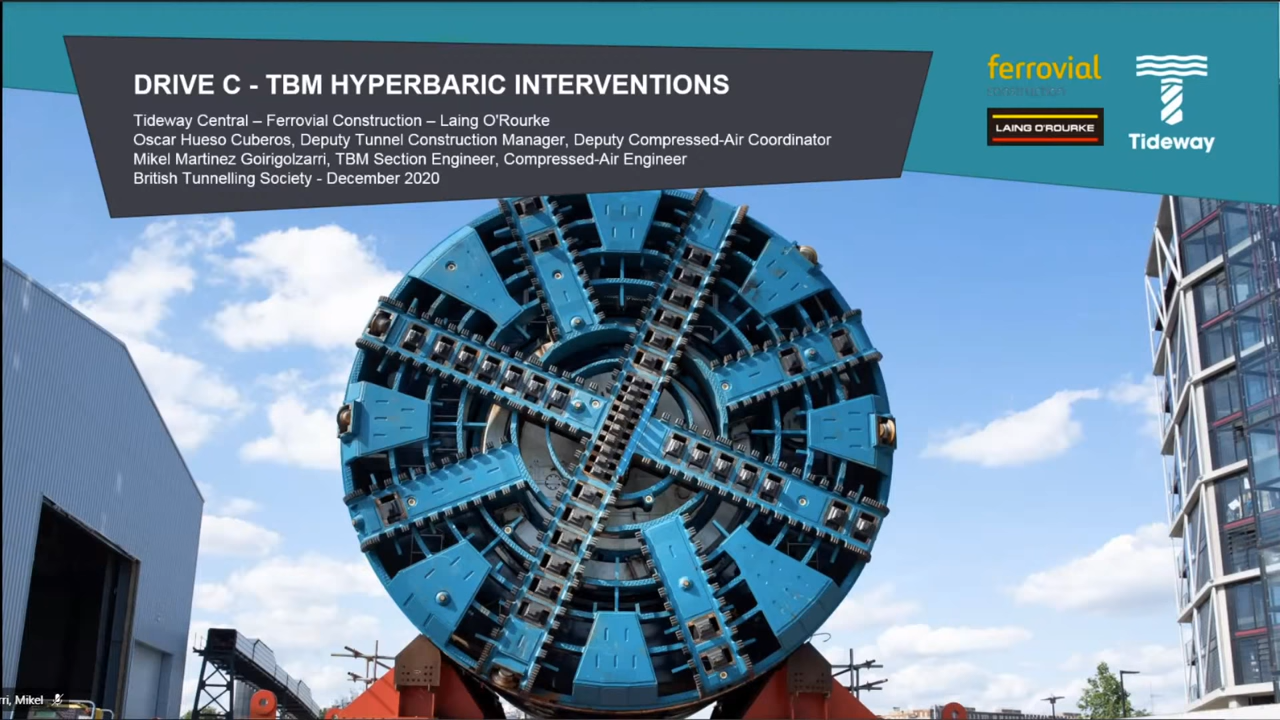 DRIVE C - TBM HYPERBARIC INTERVENTIONS
Tideway Central – Ferrovial Construction – Laing O'Rourke
Oscar Hueso Cuberos, Deputy Tunnel Construction Manager, Deputy Compressed-Air Coordinator
Mikel Martinez Goirigolzarri, TBM Section Engineer, Compressed-Air Engineer
British Tunnelling Society - December 2020
ferrovial
LAING O'ROURKE
Tideway
rri, Mikel